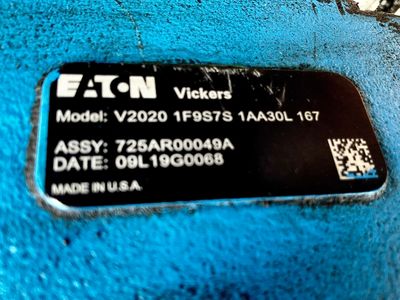 EATON Vickers
Model: V2020 1F9S7S 1AA30L 167
ASSY: 725AR00049A
DATE: 09L19G0068
MADE IN U.S.A.